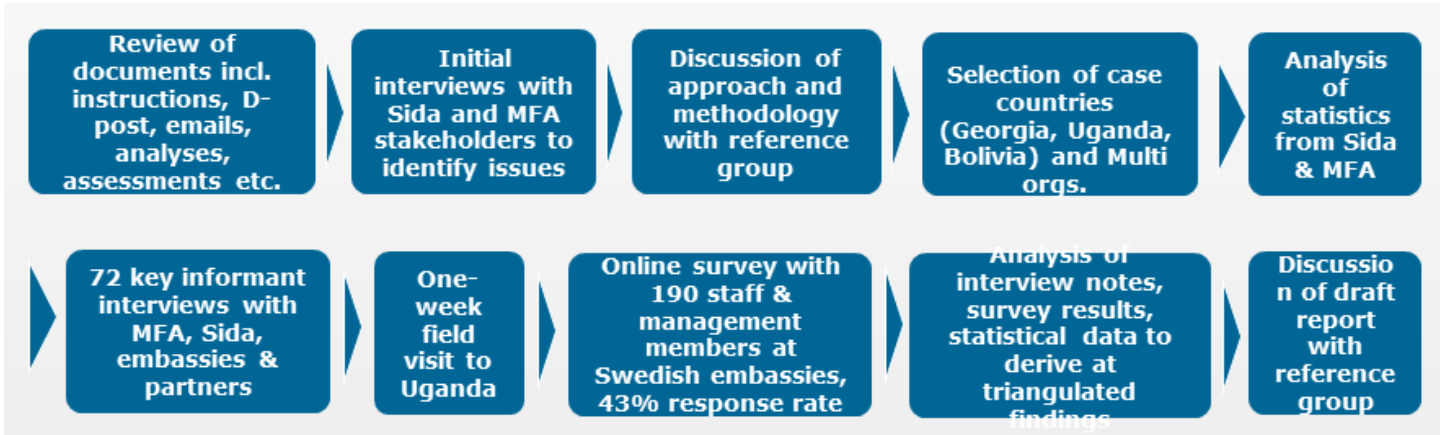 Review of
documents incl.
instructions, D-
post, emails,
analyses,
assessments etc.
Initial
interviews with
Sida and MFA
stakeholders to
identify issues
Discussion of
approach and
methodology
with reference
group
Selection of case
countries
(Georgia, Uganda,
Bolivia) and Multi
orgs.
Analysis
of
statistics
from Sida
& MFA
72 key informant
interviews with
MFA, Sida,
embassies &
partners
One-
week
field
visit to
Uganda
Online survey with
190 staff &
management
members at
Swedish embassies,
43% response rate
Analysis of
interview notes,
survey results,
statistical data to
derive at
triangulated
findings
Discussio
n of draft
report
with
reference
group